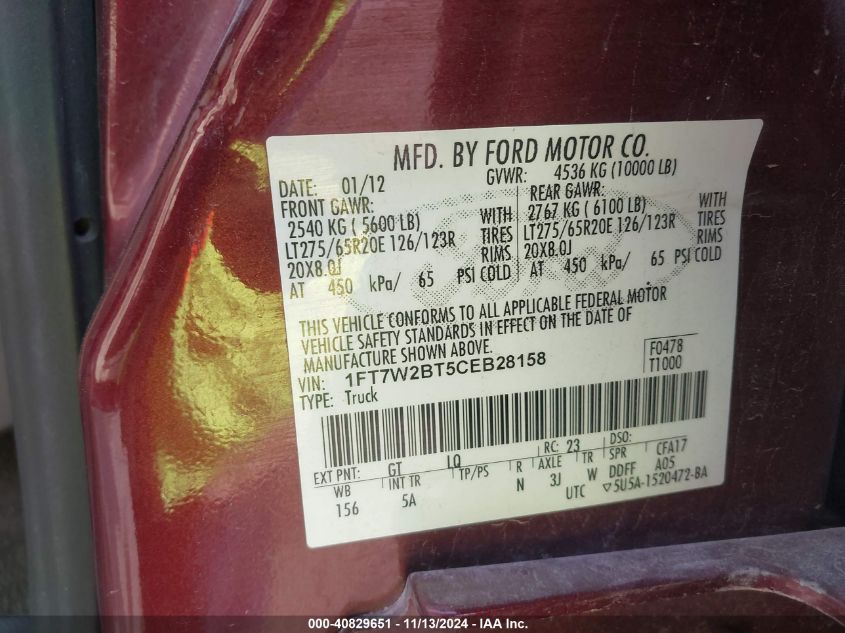 MFD. BY FORD MOTOR CO.
DATE: 01/12 GVWR: 4536 KG (10000 LB)
FRONT GAWR: REAR GAWR:
2540 KG ( 5600 LB) WITH 2767 KG ( 6100 LB) WITH
LT275/65R20E 126/123R TIRES LT275/65R20E 126/123R TIRES
20X8.0J RIMS 20X8.0J RIMS
AT 450 kPa/ 65 PSI COLD AT 450 kPa/ 65 PSI COLD
THIS VEHICLE CONFORMS TO ALL APPLICABLE FEDERAL MOTOR
VEHICLE SAFETY STANDARDS IN EFFECT ON THE DATE OF
MANUFACTURE SHOWN ABOVE.
VIN: 1FT7W2BT5CEB28158 F0478
TYPE: Truck T1000
EXT PNT: GT LQ RC: 23 DSO:
WB INT TR TP/PS R AXLE TR SPR CFA17
156 5A N 3J W DDFF A05
UTC ▽5U5A-1520472-BA
000-40829651 - 11/13/2024 - IAAI.com